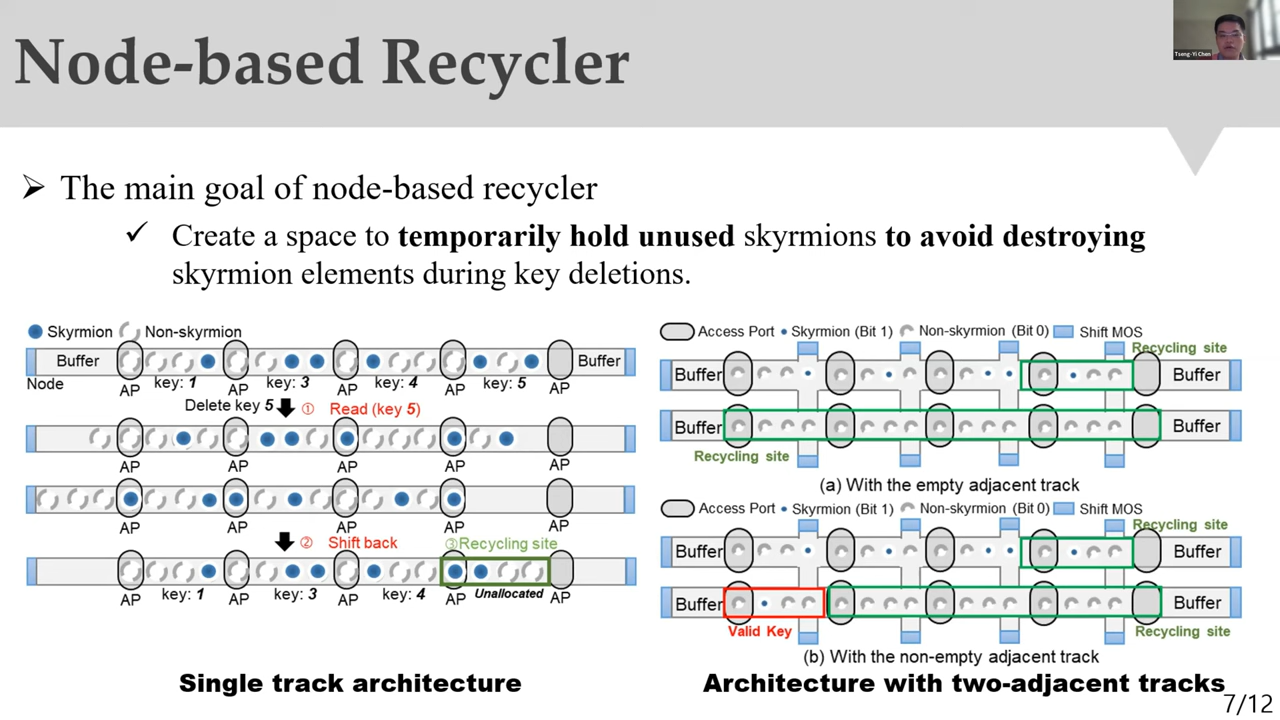 Node-based Recycler
Tseng-Yi Chen
The main goal of node-based recycler
Create a space to temporarily hold unused skyrmions to avoid destroying
skyrmion elements during key deletions.
Skyrmion Non-skyrmion
Buffer Buffer
Node AP key: 1 AP key: 3 AP key: 4 AP key: 5 AP
Delete key 5 ① Read (key 5)
AP AP AP AP AP
AP AP AP AP AP
② Shift back ③Recycling site
AP key: 1 AP key: 3 AP key: 4 AP Unallocated AP
Single track architecture
Access Port Skyrmion (Bit 1) Non-skyrmion (Bit 0) Shift MOS
Recycling site
Buffer Buffer
Buffer Buffer
Recycling site
(a) With the empty adjacent track
Access Port Skyrmion (Bit 1) Non-skyrmion (Bit 0) Shift MOS
Recycling site
Buffer Buffer
Buffer Buffer
Valid Key Recycling site
(b) With the non-empty adjacent track
Architecture with two-adjacent tracks
7/12